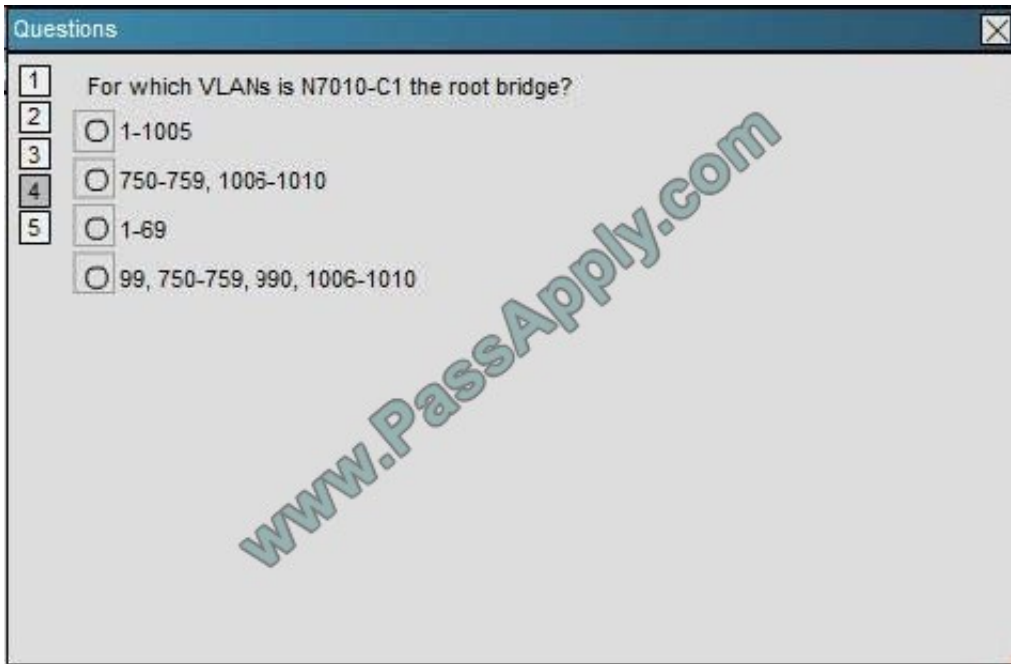 Questions
1
2
3
4
5
For which VLANs is N7010-C1 the root bridge?
1-1005
750-759, 1006-1010
1-69
99, 750-759, 990, 1006-1010
www.PassApply.com